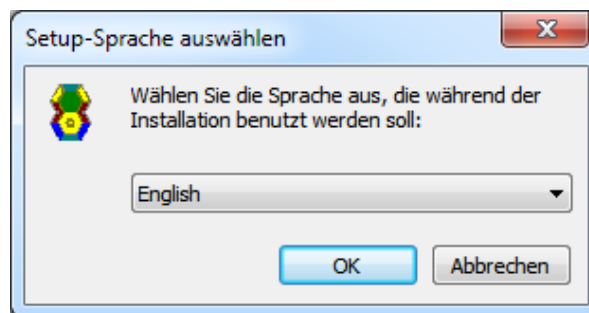 Setup-Sprache auswählen
Wählen Sie die Sprache aus, die während der
Installation benutzt werden soll:
English
OK
Abbrechen